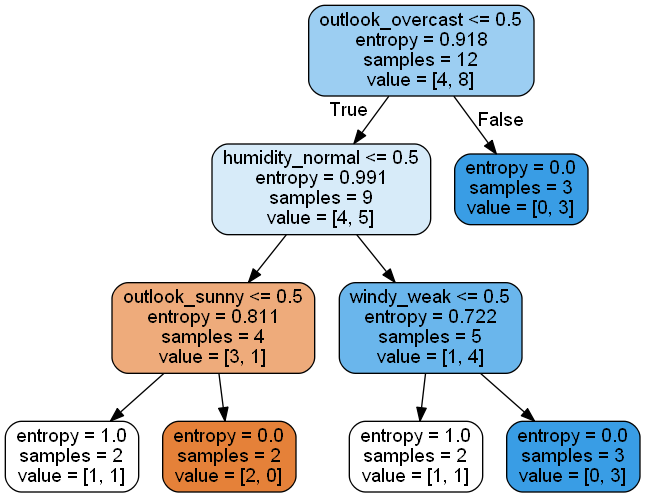 outlook_overcast <= 0.5
entropy = 0.918
samples = 12
value = [4, 8]
True
False
humidity_normal <= 0.5
entropy = 0.991
samples = 9
value = [4, 5]
entropy = 0.0
samples = 3
value = [0, 3]
outlook_sunny <= 0.5
entropy = 0.811
samples = 4
value = [3, 1]
windy_weak <= 0.5
entropy = 0.722
samples = 5
value = [1, 4]
entropy = 1.0
samples = 2
value = [1, 1]
entropy = 0.0
samples = 2
value = [2, 0]
entropy = 1.0
samples = 2
value = [1, 1]
entropy = 0.0
samples = 3
value = [0, 3]